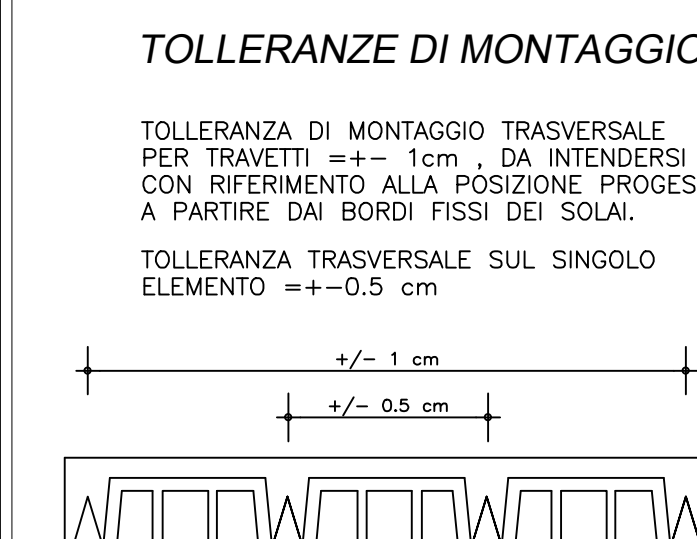 TOLLERANZE DI MONTAGGIO
TOLLERANZA DI MONTAGGIO TRASVERSALE
PER TRAVETTI =+- 1cm , DA INTENDERSI
CON RIFERIMENTO ALLA POSIZIONE PROGES
A PARTIRE DAI BORDI FISSI DEI SOLAI.
TOLLERANZA TRASVERSALE SUL SINGOLO
ELEMENTO =+-0.5 cm
+/- 1 cm
+/- 0.5 cm